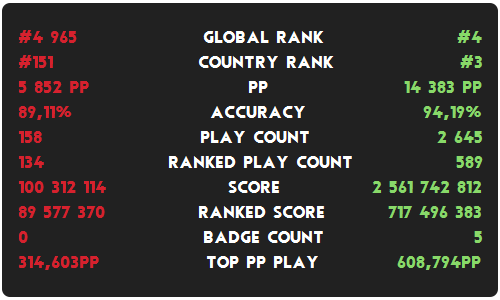 #4 965 GLOBAL RANK #4
#151 COUNTRY RANK #3
5 852 PP PP 14 383 PP
89,11% ACCURACY 94,19%
158 PLAY COUNT 2 645
134 RANKED PLAY COUNT 589
100 312 114 SCORE 2 561 742 812
89 577 370 RANKED SCORE 717 496 383
0 BADGE COUNT 5
314,603PP TOP PP PLAY 608,794PP